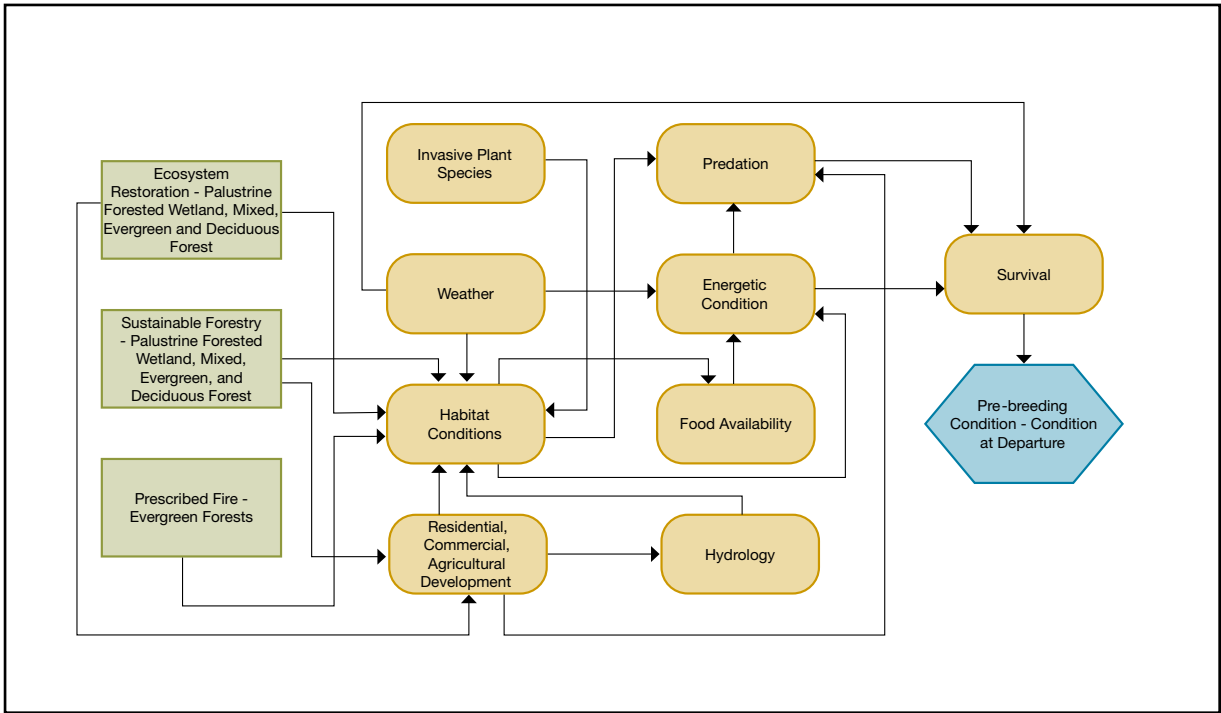 Ecosystem
Restoration - Palustrine
Forested Wetland, Mixed,
Evergreen and Deciduous
Forest
Sustainable Forestry
- Palustrine Forested
Wetland, Mixed,
Evergreen, and
Deciduous Forest
Prescribed Fire -
Evergreen Forests
Invasive Plant
Species
Weather
Habitat
Conditions
Residential,
Commercial,
Agricultural
Development
Predation
Energetic
Condition
Food Availability
Hydrology
Survival
Pre-breeding
Condition - Condition
at Departure